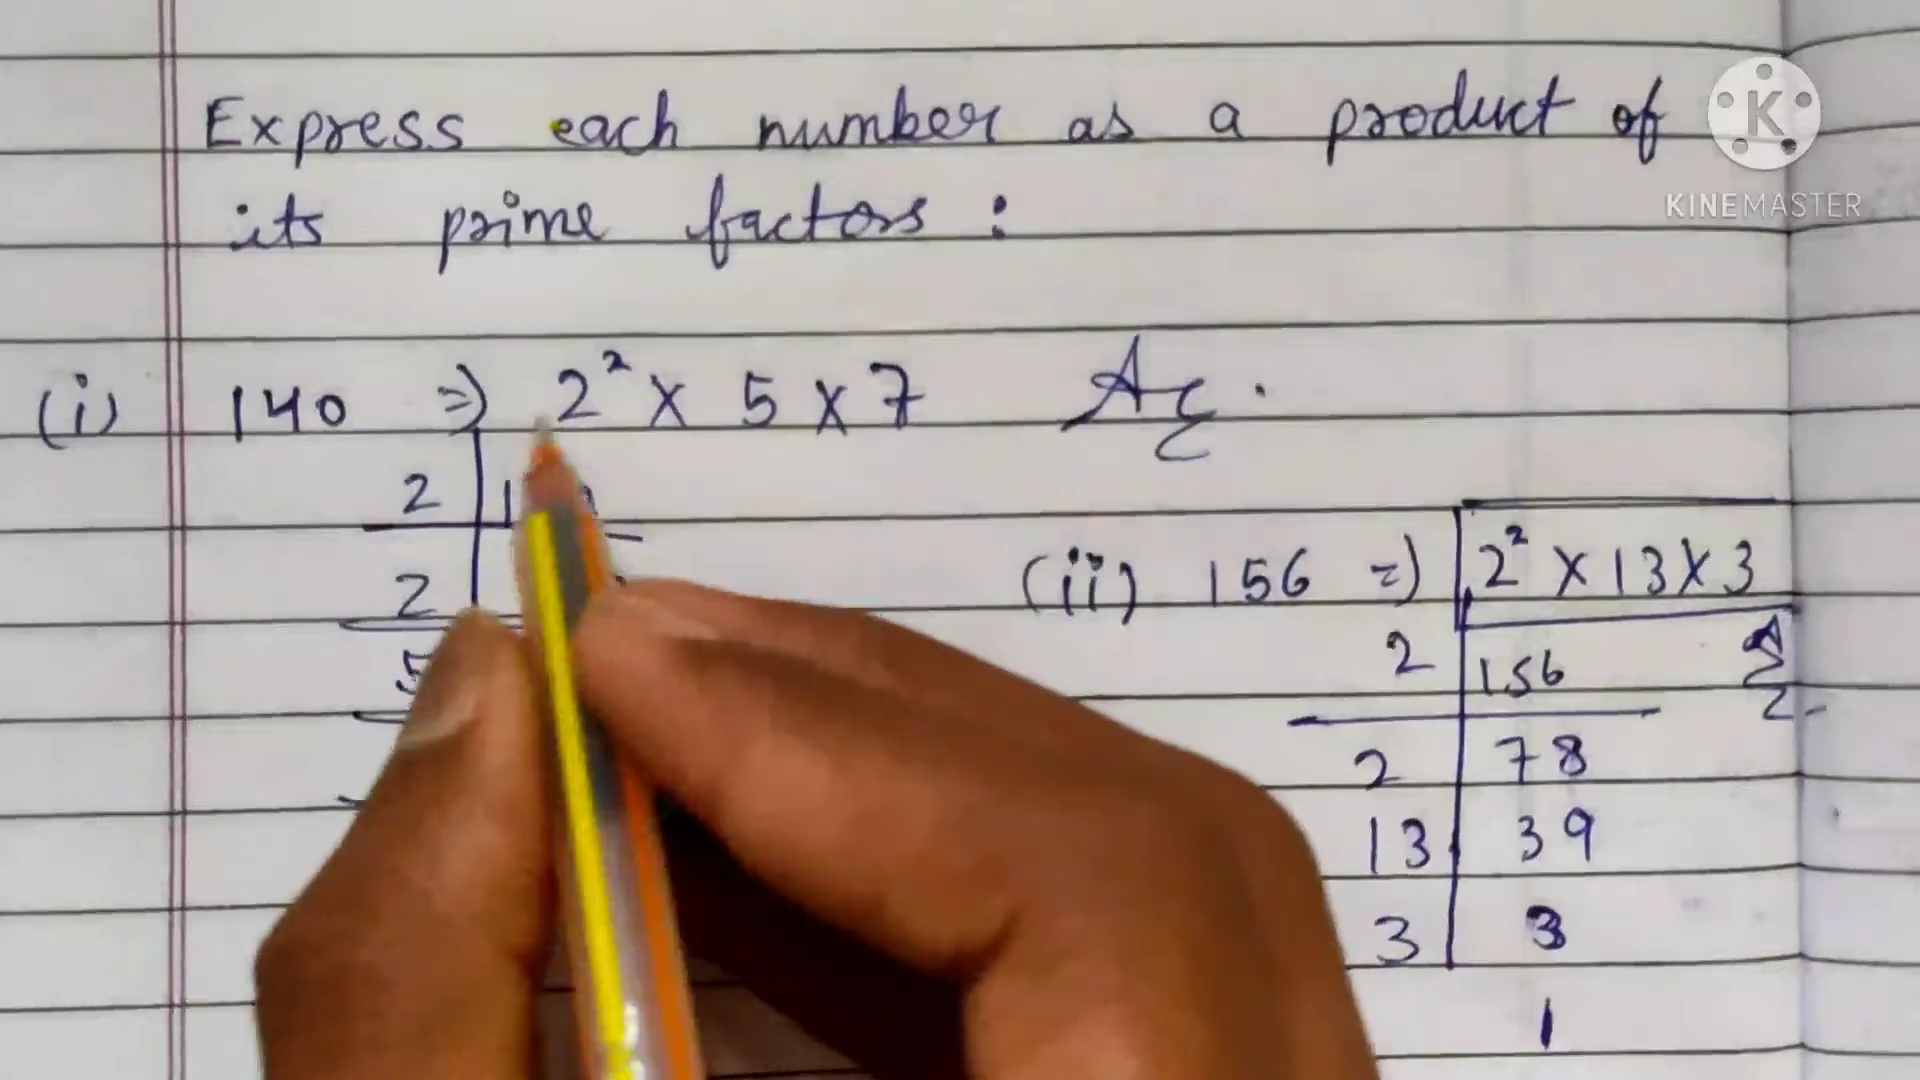 Express each number as a product of
its prime factors :
K
KINEMASTER
(i) 140 => 2² X 5 X 7
2
2
5
(ii) 156 => 2² X 13 X 3
2 156
2 78
13 39
3 3
1